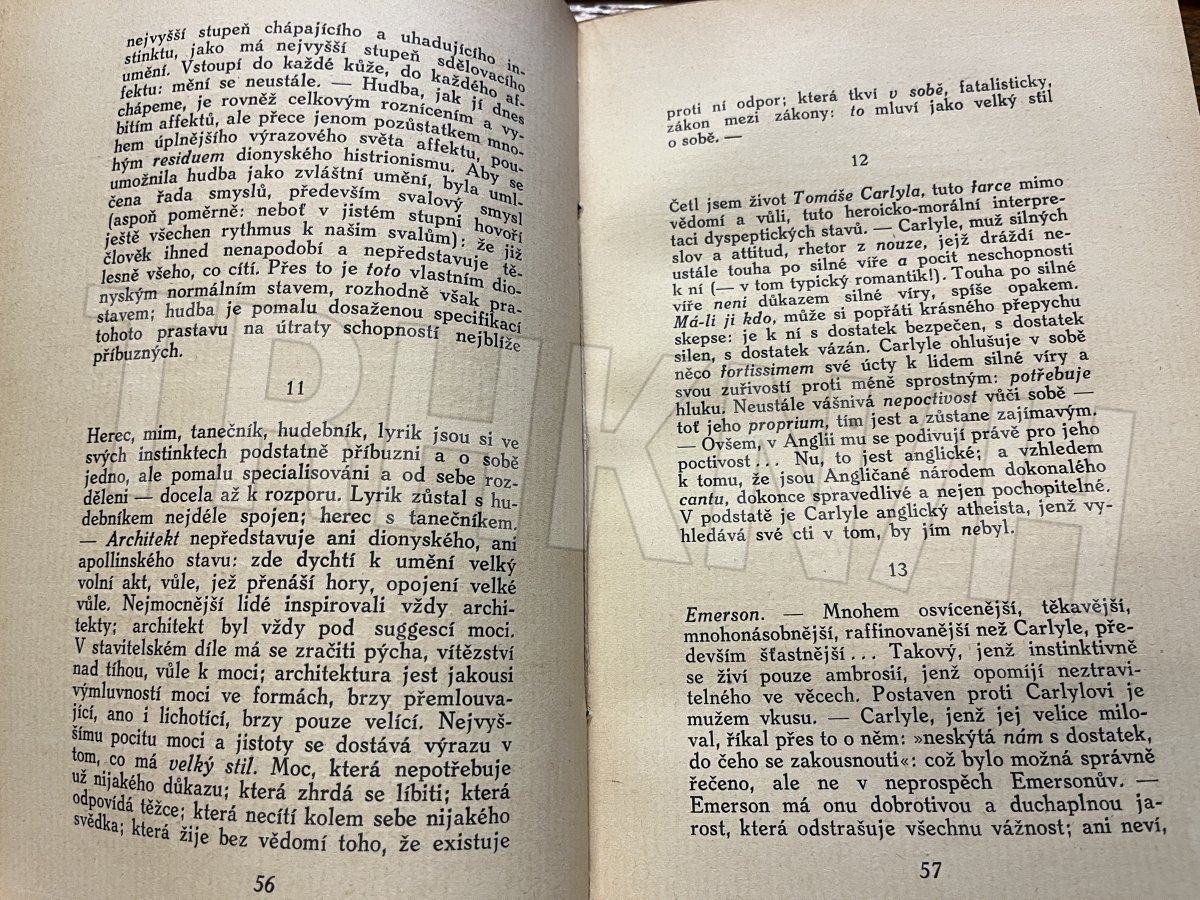 nejvyšší stupeň chápajícího a uhadujícího in-
stinktu, jako má nejvyšší stupeň sdělovacího
umění. Vstoupí do každé kůže, do každého af-
fektu: mění se neustále. — Hudba, jak jí dnes
chápeme, je rovněž celkovým roznícením a vy-
bitím affektů, ale přece jenom pozůstatkem mno-
hem úplnějšího výrazového světa affektu, pou-
hým residuem dionyského histrionismu. Aby se
umožnila hudba jako zvláštní umění, byla uml-
čena řada smyslů, především svalový smysl
(aspoň poměrně: neboť v jistém stupni hovoří
ještě všechen rythmus k našim svalům): že již
člověk ihned nenapodobí a nepředstavuje tě-
lesně všeho, co cítí. Přes to je toto vlastním dio-
nyským normálním stavem, rozhodně však pra-
stavem; hudba je pomalu dosaženou specifikací
tohoto prastavu na útraty schopností nejblíže
příbuzných.
11
Herec, mim, tanečník, hudebník, lyrik jsou si ve
svých instinktech podstatně příbuzni a o sobě
jedno, ale pomalu specialisováni a od sebe roz-
děleni — docela až k rozporu. Lyrik zůstal s hu-
debníkem nejdéle spojen; herec s tanečníkem.
— Architekt nepředstavuje ani dionyského, ani
apollinského stavu: zde dychtí k umění velký
volní akt, vůle, jež přenáší hory, opojení velké
vůle. Nejmocnější lidé inspirovali vždy archi-
tekty; architekt byl vždy pod suggescí moci.
V stavitelském díle má se zračiti pýcha, vítězství
nad tíhou, vůle k moci; architektura jest jakousi
výmluvností moci ve formách, brzy přemlouva-
jící, ano i lichotící, brzy pouze velící. Nejvyš-
šímu pocitu moci a jistoty se dostává výrazu v
tom, co má velký stil. Moc, která nepotřebuje
už nijakého důkazu; která zhrdá se líbiti; která
odpovídá těžce; která necítí kolem sebe nijakého
svědka; která žije bez vědomí toho, že existuje
56
proti ní odpor; která tkví v sobě, fatalisticky,
zákon mezi zákony: to mluví jako velký stil
o sobě. —
12
Četl jsem život Tomáše Carlyla, tuto farce mimo
vědomí a vůli, tuto heroicko-morální interpre-
taci dyspeptických stavů. — Carlyle, muž silných
slov a attitud, rhetor z nouze, jejž dráždí ne-
ustále touha po silné víře a pocit neschopnosti
k ní (— v tom typický romantik!). Touha po silné
víře není důkazem silné víry, spíše opakem.
Má-li ji kdo, může si popřáti krásného přepychu
skepse: je k ní s dostatek bezpečen, s dostatek
silen, s dostatek vázán. Carlyle ohlušuje v sobě
něco fortissimem své úcty k lidem silné víry a
svou zuřivostí proti méně sprostným: potřebuje
hluku. Neustále vášnivá nepoctivost vůči sobě —
toť jeho proprium, tím jest a zůstane zajímavým.
— Ovšem, v Anglii mu se podivují právě pro jeho
poctivost... Nu, to jest anglické; a vzhledem
k tomu, že jsou Angličané národem dokonalého
cantu, dokonce spravedlivé a nejen pochopitelné.
V podstatě je Carlyle anglický atheista, jenž vy-
hledává své cti v tom, by jím nebyl.
13
Emerson. — Mnohem osvícenější, těkavější,
mnohonásobnější, raffinovanější než Carlyle, pře-
devším šťastnější... Takový, jenž instinktivně
se živí pouze ambrosií, jenž opomíjí neztravi-
telného ve věcech. Postaven proti Carlylovi je
mužem vkusu. — Carlyle, jenž jej velice milo-
val, říkal přes to o něm: »neskýtá nám s dostatek,
do čeho se zakousnouti«: což bylo možná správně
řečeno, ale ne v neprospěch Emersonův. —
Emerson má onu dobrotivou a duchaplnou ja-
rost, která odstrašuje všechnu vážnost; ani neví,
57